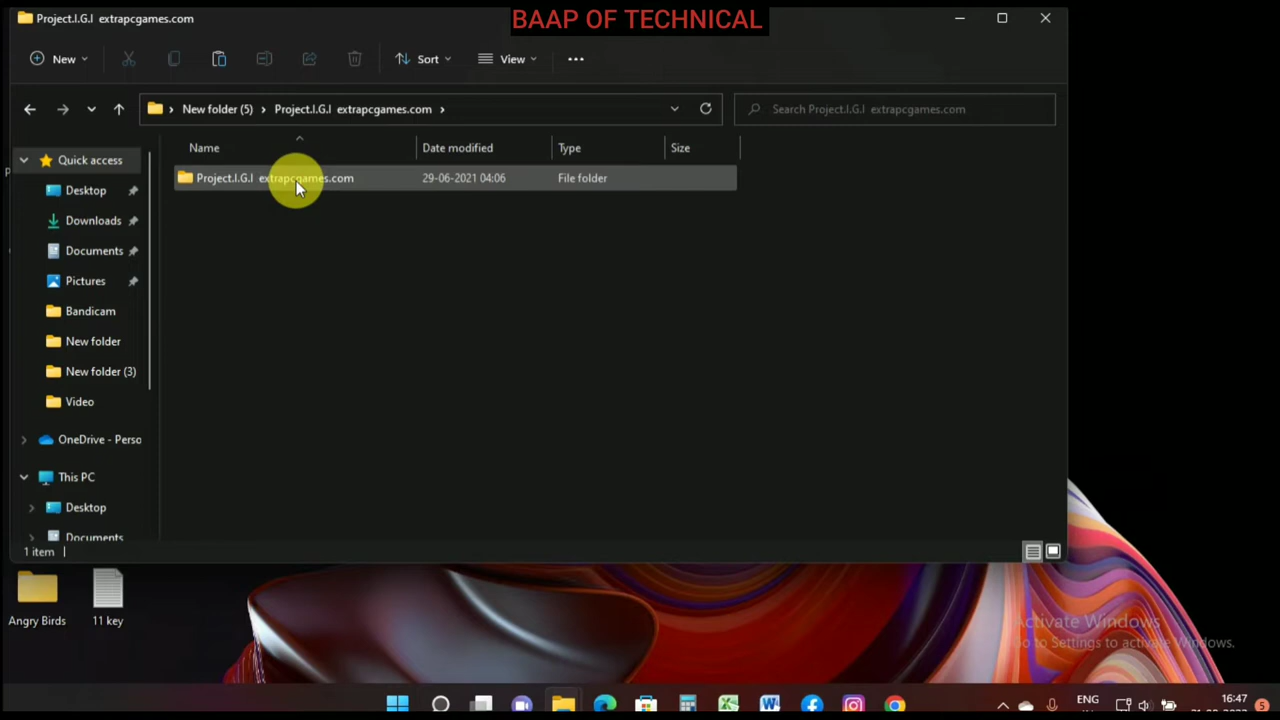 BAAP OF TECHNICAL
Project.I.G.I extrapcgames.com
New
Sort
View
New folder (5) Project.I.G.I extrapcgames.com
Search Project.I.G.I extrapcgames.com
Name Date modified Type Size
Project.I.G.I extrapcgames.com 29-06-2021 04:06 File folder
Quick access
Desktop
Downloads
Documents
Pictures
Bandicam
New folder
New folder (3)
Video
OneDrive - Perso
This PC
Desktop
Documents
1 item
Angry Birds
11 key
Activate Windows
Go to Settings to activate Windows.
ENG
16:47
5